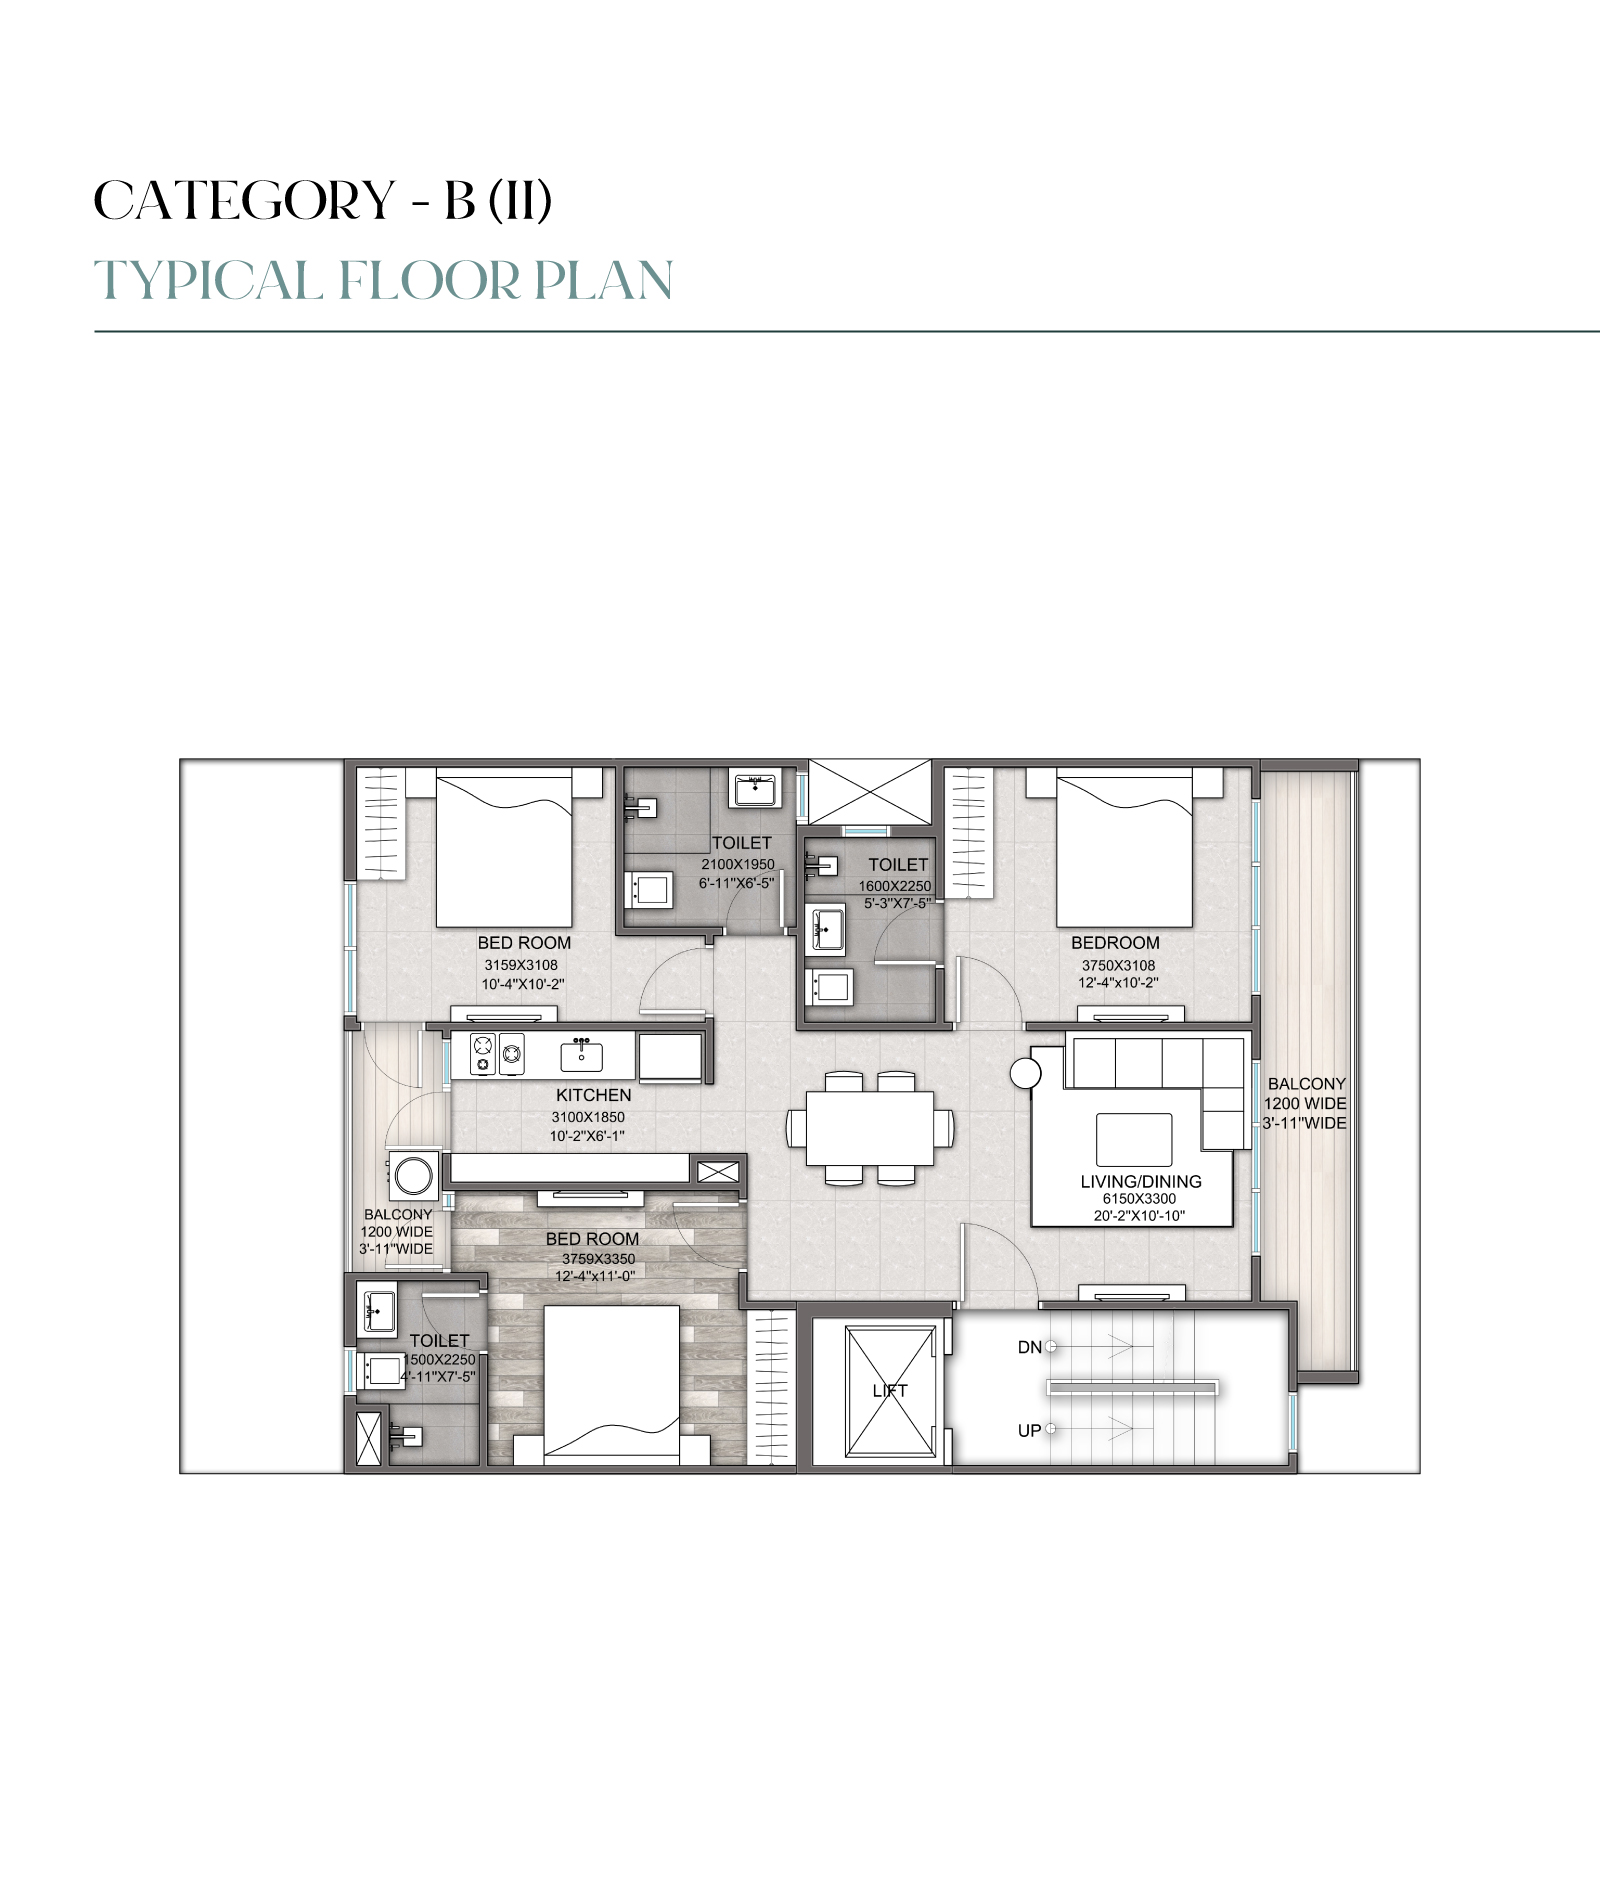 CATEGORY - B (II)
TYPICAL FLOOR PLAN
TOILET
2100X1950
6'-11"X6'-5"
TOILET
1600X2250
5'-3"X7'-5"
BED ROOM
3159X3108
10'-4"X10'-2"
BEDROOM
3750X3108
12'-4"x10'-2"
KITCHEN
3100X1850
10'-2"X6'-1"
BALCONY
1200 WIDE
3'-11"WIDE
LIVING/DINING
6150X3300
20'-2"X10'-10"
BALCONY
1200 WIDE
3'-11"WIDE
BED ROOM
3759X3350
12'-4"x11'-0"
TOILET
1500X2250
4'-11"X7'-5"
LIFT
DN
UP